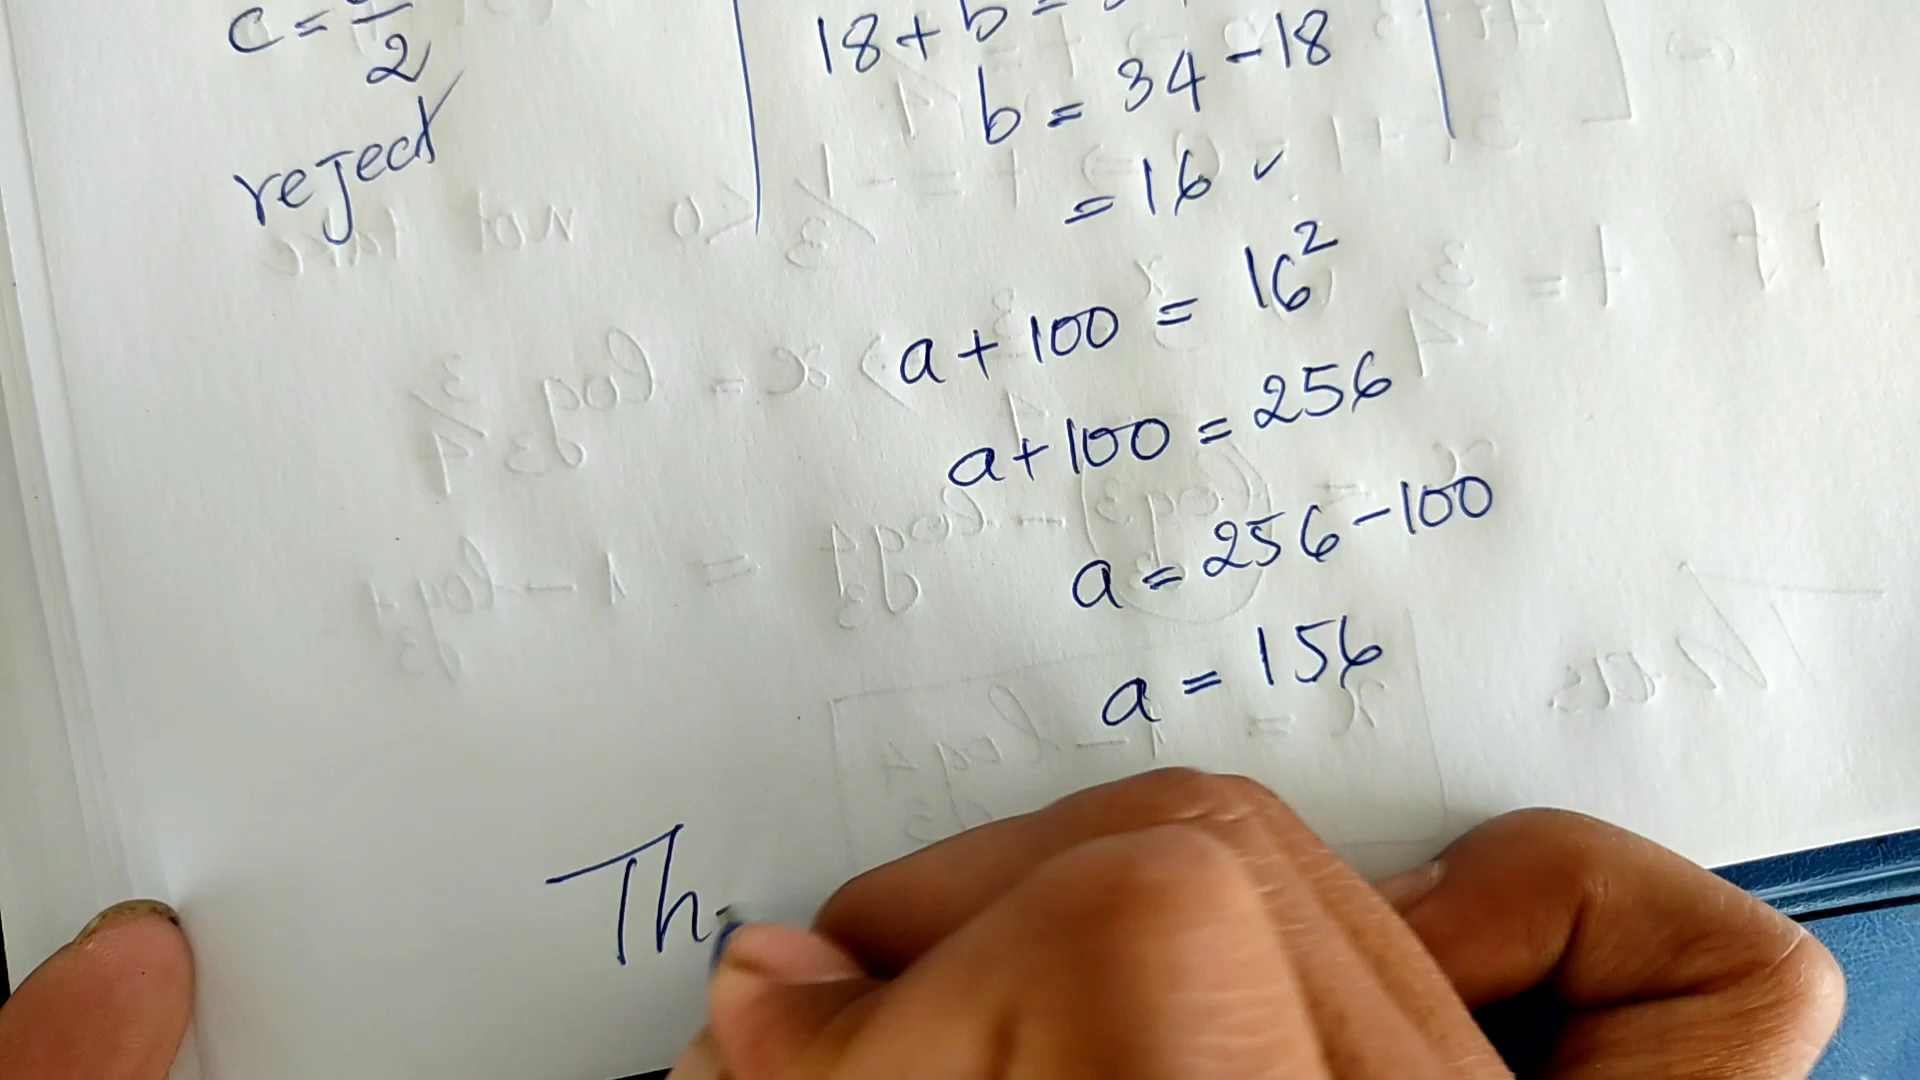 c = /2
reject
18 + b =
b = 34 - 18
= 16 ✓
a + 100 = 16²
a + 100 = 256
a = 256 - 100
a = 156
Th